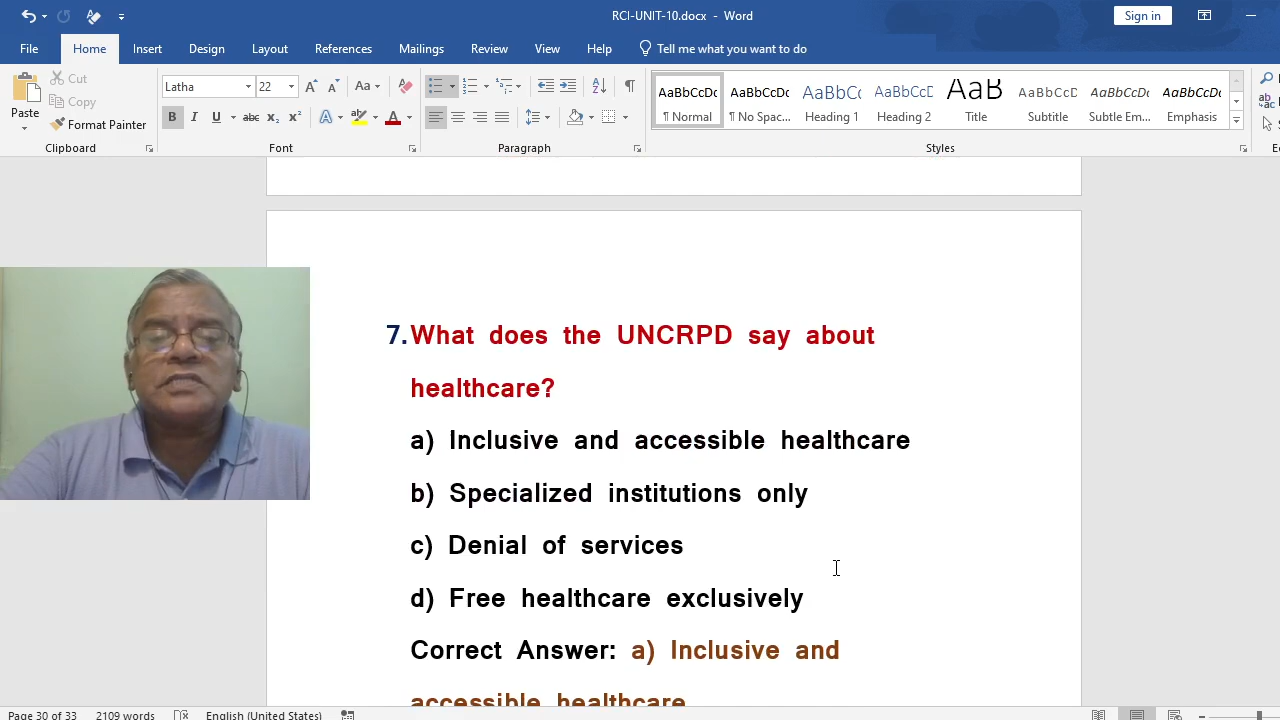 RCI-UNIT-10.docx - Word
Sign in
File Home Insert Design Layout References Mailings Review View Help Tell me what you want to do
Paste
Cut
Copy
Format Painter
Clipboard
Latha 22
Font
Paragraph
AaBbCcDc AaBbCcDc AaBbCc AaBbCcD AaB AaBbCcD AaBbCcDc AaBbCcDc
¶ Normal ¶ No Spac... Heading 1 Heading 2 Title Subtitle Subtle Em... Emphasis
Styles
7. What does the UNCRPD say about
healthcare?
a) Inclusive and accessible healthcare
b) Specialized institutions only
c) Denial of services
d) Free healthcare exclusively
Correct Answer: a) Inclusive and
accessible healthcare
Page 30 of 33 2109 words English (United States)